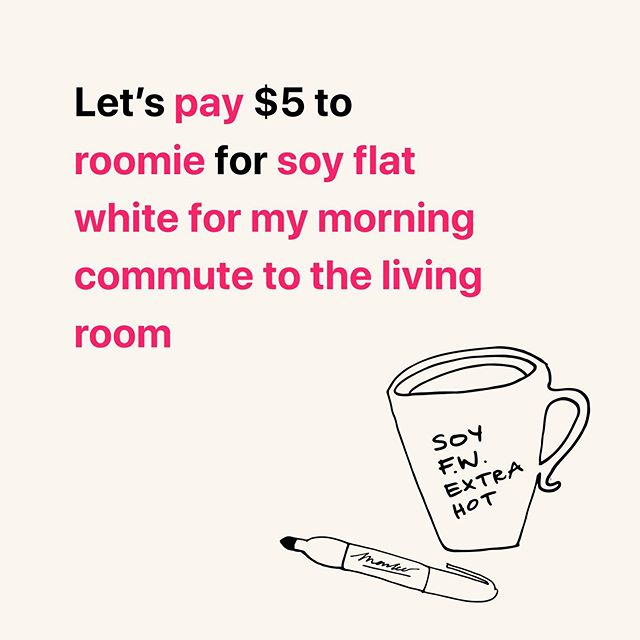 Let’s pay $5 to
roomie for soy flat
white for my morning
commute to the living
room
SOY
F.W.
EXTRA
HOT